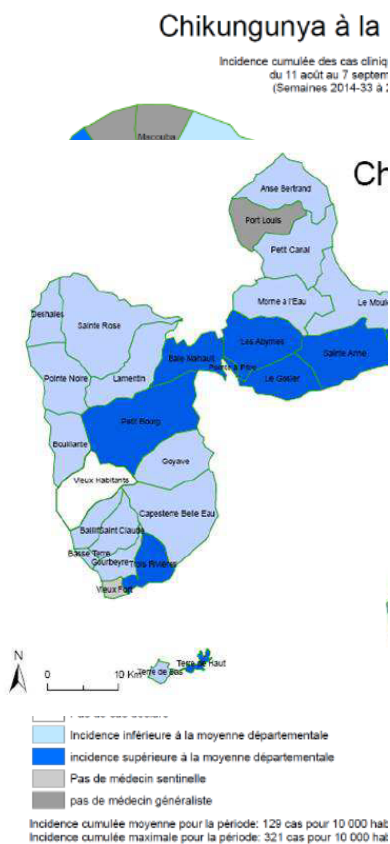 Chikungunya à la
Incidence cumulée des cas cliniq
du 11 août au 7 septem
(Semaines 2014-33 à 2
Macouba
Ch
Anse Bertrand
Port Louis
Petit Canal
Morne à l'Eau
Le Moule
Deshaies
Sainte Rose
Les Abymes
Sainte Anne
Baie Mahault
Pointe à Pitre
Le Gosier
Pointe Noire
Lamentin
Petit Bourg
Bouillante
Goyave
Vieux Habitants
Capesterre Belle Eau
Baillif
Saint Claude
Basse Terre
Gourbeyre
Trois Rivières
Vieux Fort
N
0
10 Km
Terre de Bas
Terre de Haut
Incidence inférieure à la moyenne départementale
incidence supérieure à la moyenne départementale
Pas de médecin sentinelle
pas de médecin généraliste
Incidence cumulée moyenne pour la période: 129 cas pour 10 000 hab
Incidence cumulée maximale pour la période: 321 cas pour 10 000 hab